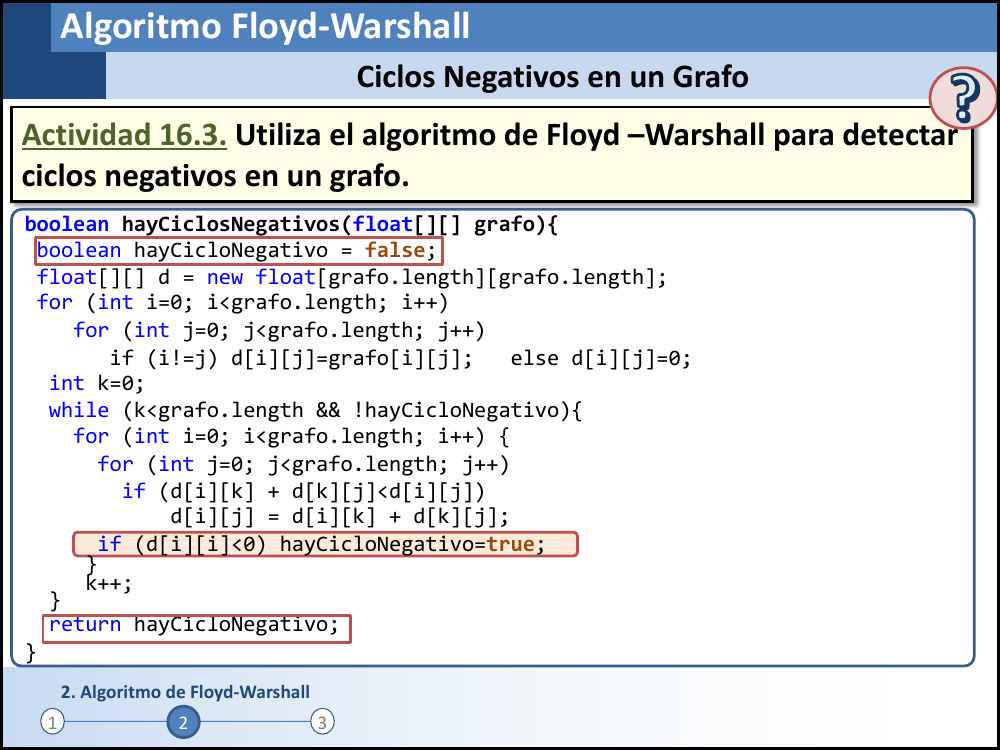 Algoritmo Floyd-Warshall
Ciclos Negativos en un Grafo
?
Actividad 16.3. Utiliza el algoritmo de Floyd –Warshall para detectar
ciclos negativos en un grafo.
boolean hayCiclosNegativos(float[][] grafo){
boolean hayCicloNegativo = false;
float[][] d = new float[grafo.length][grafo.length];
for (int i=0; i<grafo.length; i++)
for (int j=0; j<grafo.length; j++)
if (i!=j) d[i][j]=grafo[i][j];   else d[i][j]=0;
int k=0;
while (k<grafo.length && !hayCicloNegativo){
for (int i=0; i<grafo.length; i++) {
for (int j=0; j<grafo.length; j++)
if (d[i][k] + d[k][j]<d[i][j])
d[i][j] = d[i][k] + d[k][j];
if (d[i][i]<0) hayCicloNegativo=true;
}
k++;
}
return hayCicloNegativo;
}
2. Algoritmo de Floyd-Warshall
1 2 3